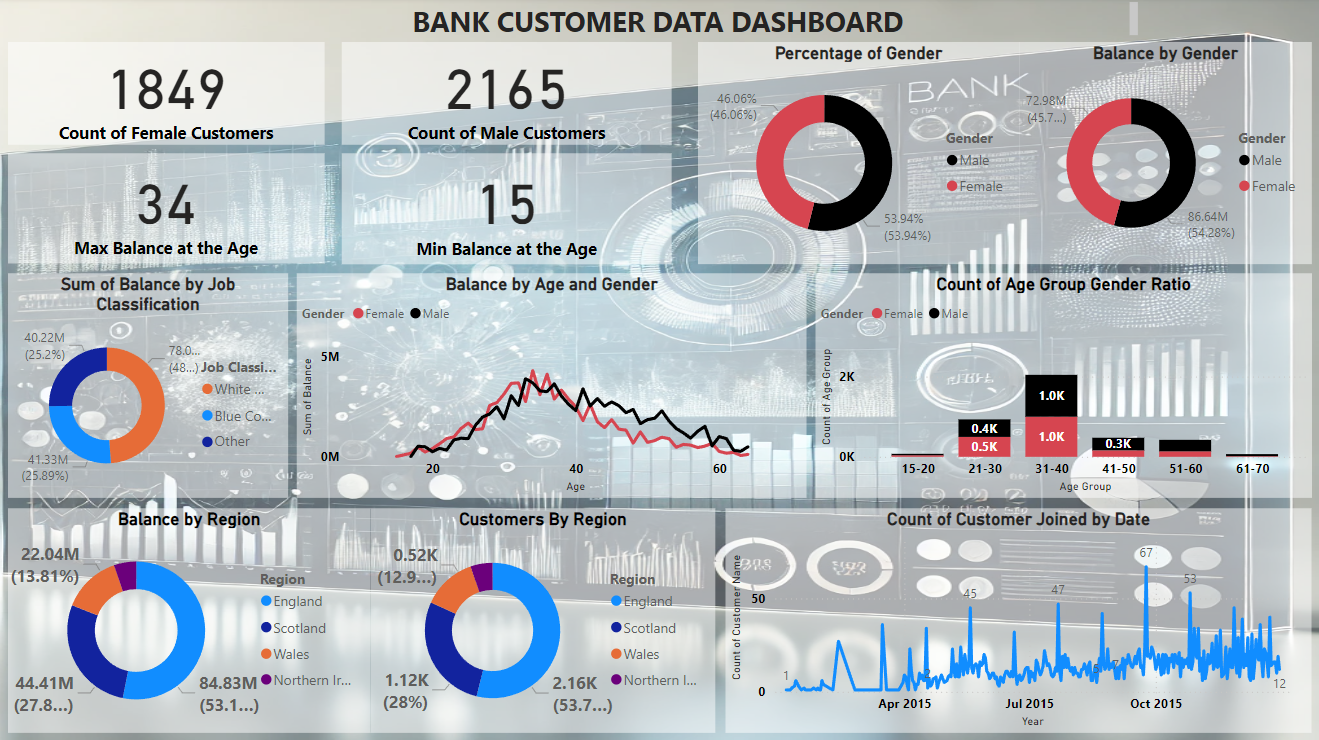 BANK CUSTOMER DATA DASHBOARD
1849
Count of Female Customers
2165
Count of Male Customers
34
Max Balance at the Age
15
Min Balance at the Age
Percentage of Gender
46.06%
(46.06%)
53.94%
(53.94%)
Gender
Male
Female
BANK
Balance by Gender
72.98M
(45.7...)
86.64M
(54.28%)
Gender
Male
Female
Sum of Balance by Job
Classification
40.22M
(25.2%)
78.0...
(48...)
41.33M
(25.89%)
Job Classi...
White ...
Blue Co...
Other
Balance by Age and Gender
Gender Female Male
Sum of Balance
5M
0M
20 40 60
Age
Count of Age Group Gender Ratio
Gender Female Male
Count of Age Group
2K
0K
0.4K
0.5K
1.0K
1.0K
0.3K
15-20 21-30 31-40 41-50 51-60 61-70
Age Group
Balance by Region
22.04M
(13.81%)
44.41M
(27.8...)
84.83M
(53.1...)
Region
England
Scotland
Wales
Northern Ir...
Customers By Region
0.52K
(12.9...)
1.12K
(28%)
2.16K
(53.7...)
Region
England
Scotland
Wales
Northern I...
Count of Customer Joined by Date
Count of Customer Name
50
0
1
45
47
67
53
12
Apr 2015 Jul 2015 Oct 2015
Year